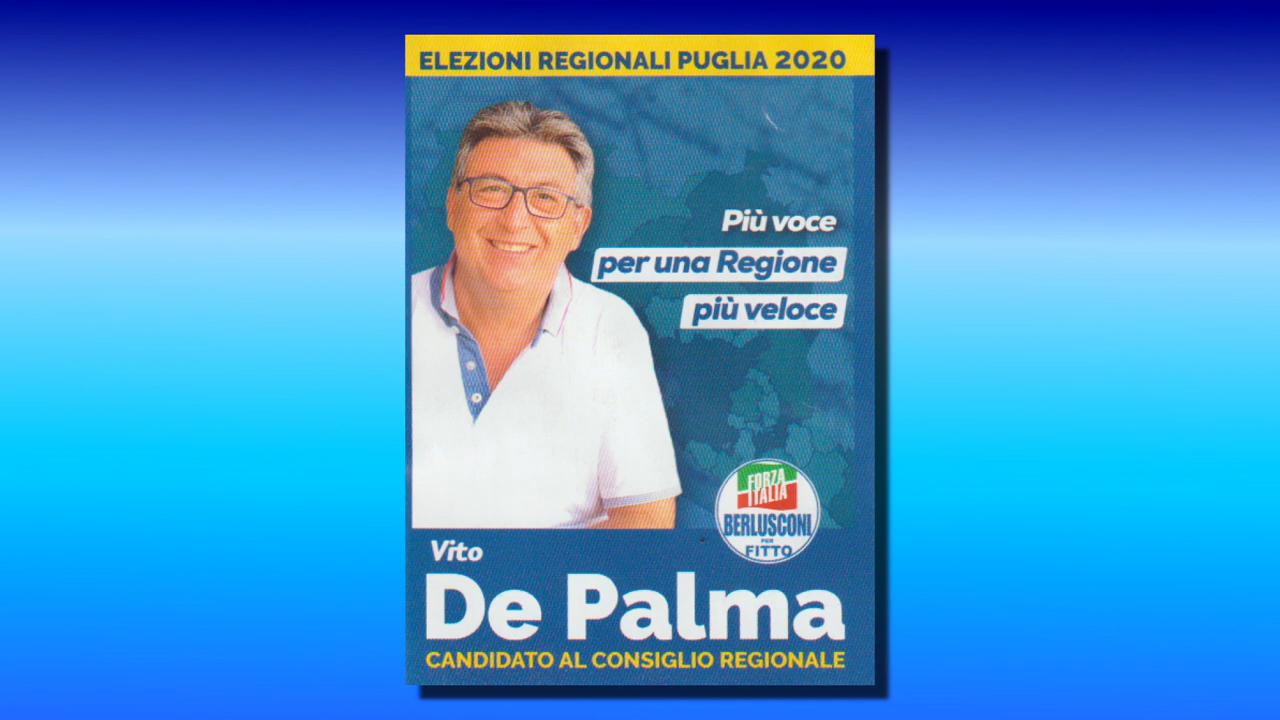 ELEZIONI REGIONALI PUGLIA 2020
Più voce
per una Regione
più veloce
FORZA
ITALIA
BERLUSCONI
PER
FITTO
Vito
De Palma
CANDIDATO AL CONSIGLIO REGIONALE